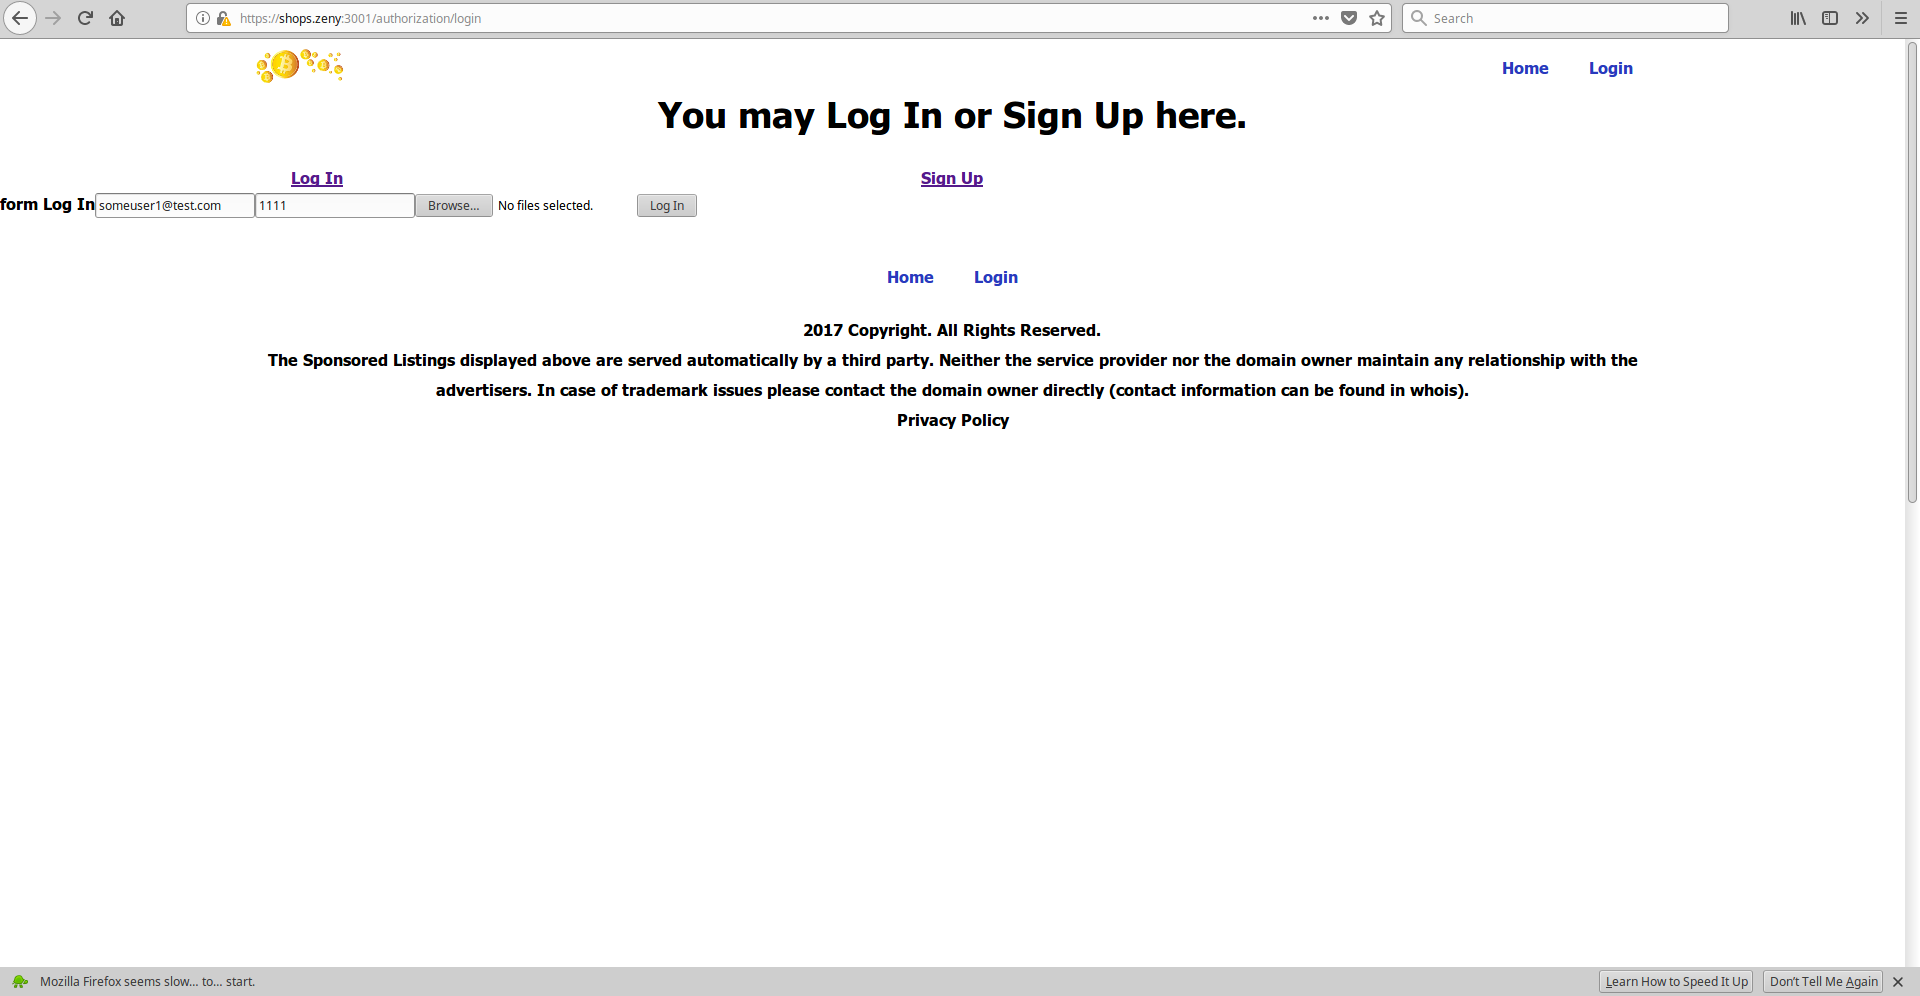 https://shops.zeny:3001/authorization/login
Search
Home Login
You may Log In or Sign Up here.
Log In Sign Up
form Log In someuser1@test.com 1111 Browse... No files selected. Log In
Home Login
2017 Copyright. All Rights Reserved.
The Sponsored Listings displayed above are served automatically by a third party. Neither the service provider nor the domain owner maintain any relationship with the
advertisers. In case of trademark issues please contact the domain owner directly (contact information can be found in whois).
Privacy Policy
Mozilla Firefox seems slow... to... start. Learn How to Speed It Up Don't Tell Me Again